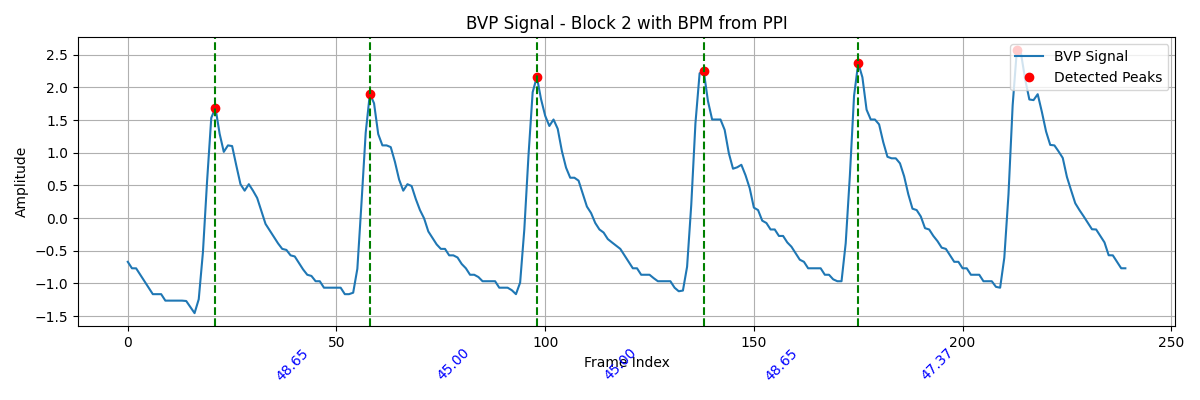 BVP Signal - Block 2 with BPM from PPI
Amplitude
2.5
2.0
1.5
1.0
0.5
0.0
−0.5
−1.0
−1.5
BVP Signal
Detected Peaks
0 50 100 150 200 250
Frame Index
48.65 45.00 45.00 48.65 47.37